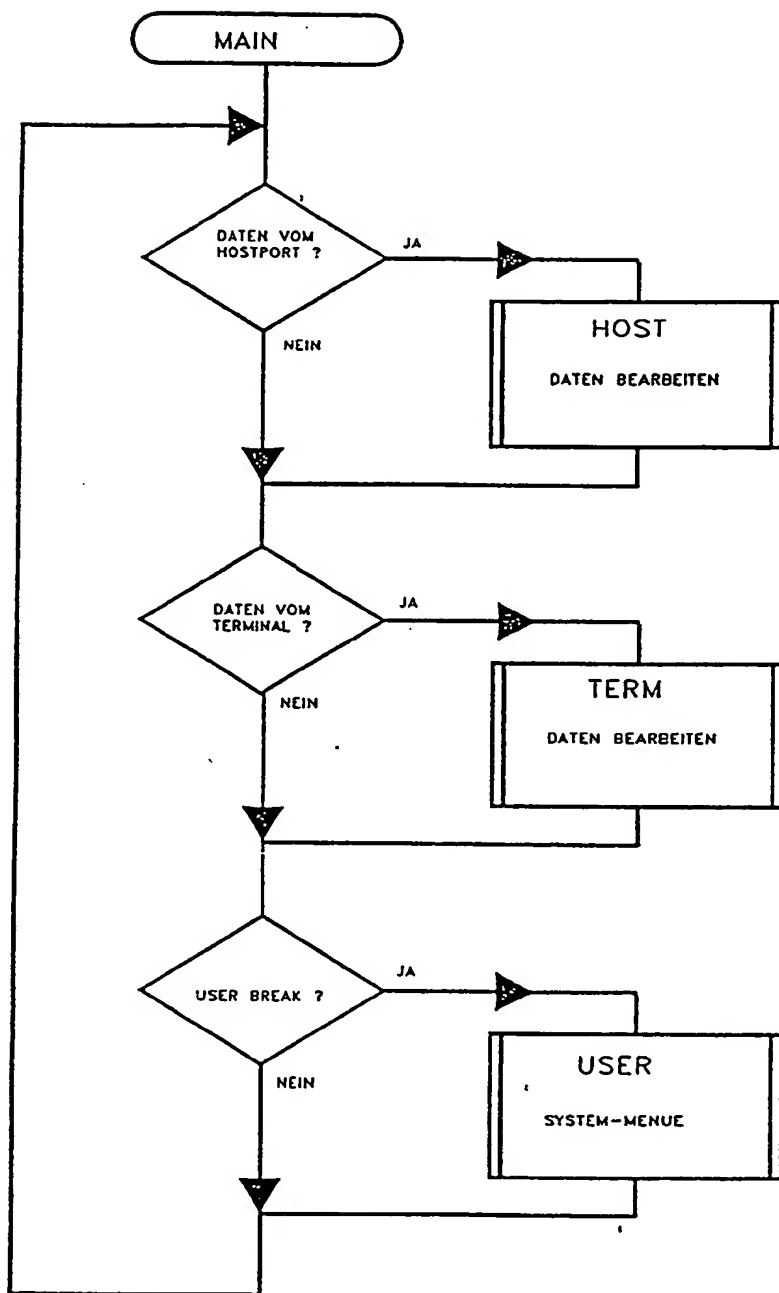 MAIN
DATEN VOM
HOSTPORT ?
JA
NEIN
HOST
DATEN BEARBEITEN
DATEN VOM
TERMINAL ?
JA
NEIN
TERM
DATEN BEARBEITEN
USER BREAK ?
JA
NEIN
USER
SYSTEM-MENUE